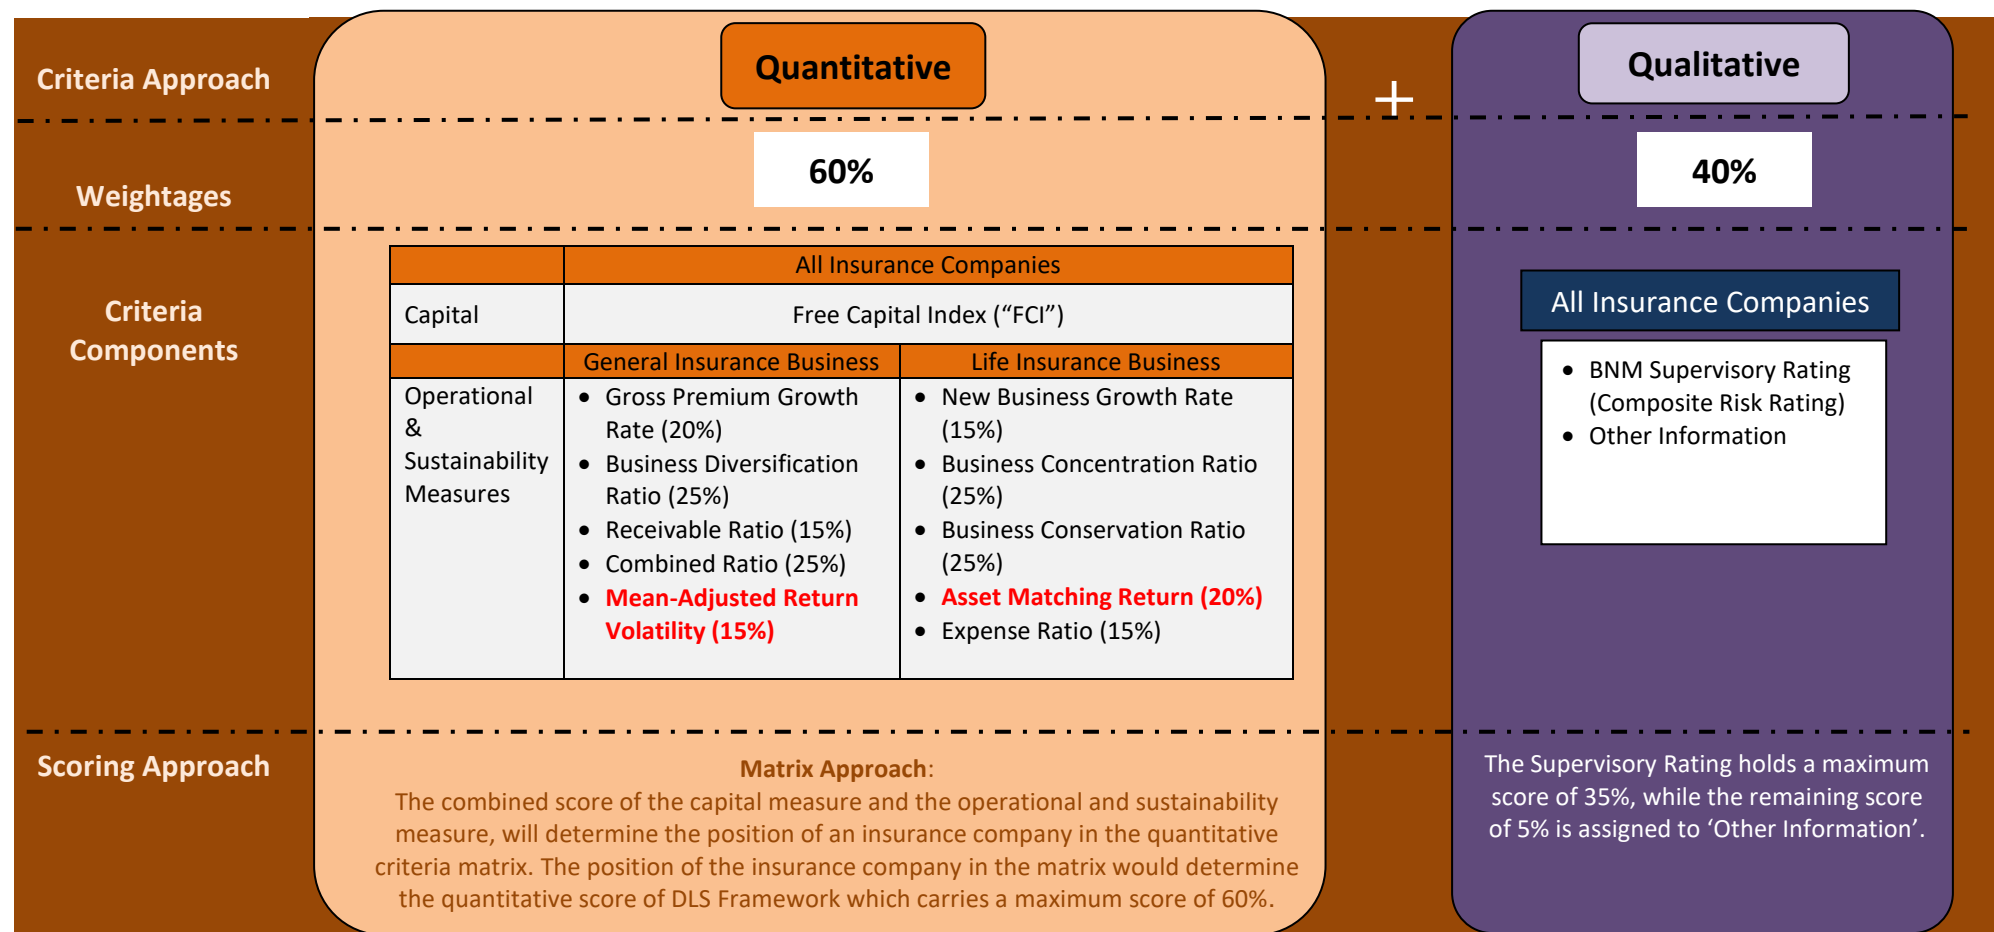 Criteria Approach
Quantitative
+
Qualitative
Weightages
60%
40%
Criteria
Components
All Insurance Companies
Capital
Free Capital Index (“FCI”)
General Insurance Business
Life Insurance Business
Operational
&
Sustainability
Measures
• Gross Premium Growth
Rate (20%)
• Business Diversification
Ratio (25%)
• Receivable Ratio (15%)
• Combined Ratio (25%)
• Mean-Adjusted Return
Volatility (15%)
• New Business Growth Rate
(15%)
• Business Concentration Ratio
(25%)
• Business Conservation Ratio
(25%)
• Asset Matching Return (20%)
• Expense Ratio (15%)
All Insurance Companies
• BNM Supervisory Rating
(Composite Risk Rating)
• Other Information
Scoring Approach
Matrix Approach:
The combined score of the capital measure and the operational and sustainability
measure, will determine the position of an insurance company in the quantitative
criteria matrix. The position of the insurance company in the matrix would determine
the quantitative score of DLS Framework which carries a maximum score of 60%.
The Supervisory Rating holds a maximum
score of 35%, while the remaining score
of 5% is assigned to ‘Other Information’.